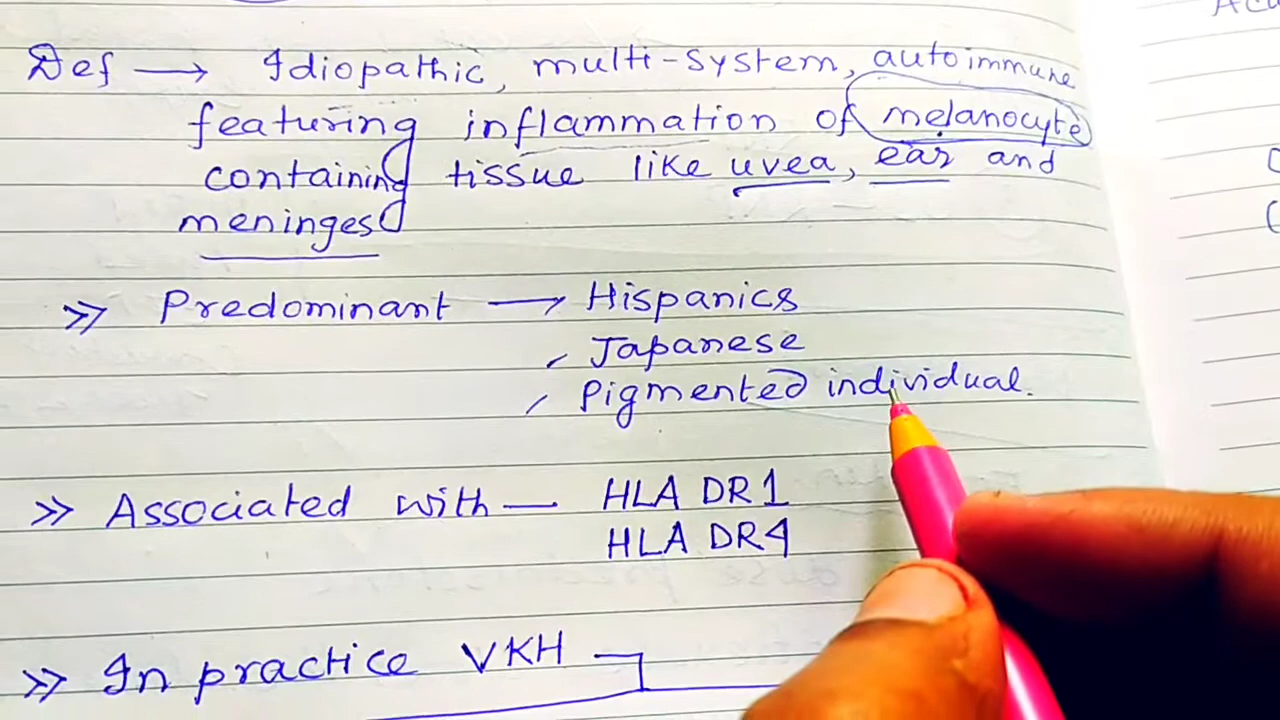 Def → Idiopathic, multi-system, autoimmune
featuring inflammation of melanocyte
containing tissue like uvea, ear and
meninges
>> Predominant → Hispanics
Japanese
Pigmented individual.
>> Associated with — HLA DR1
HLA DR4
>> In practice VKH